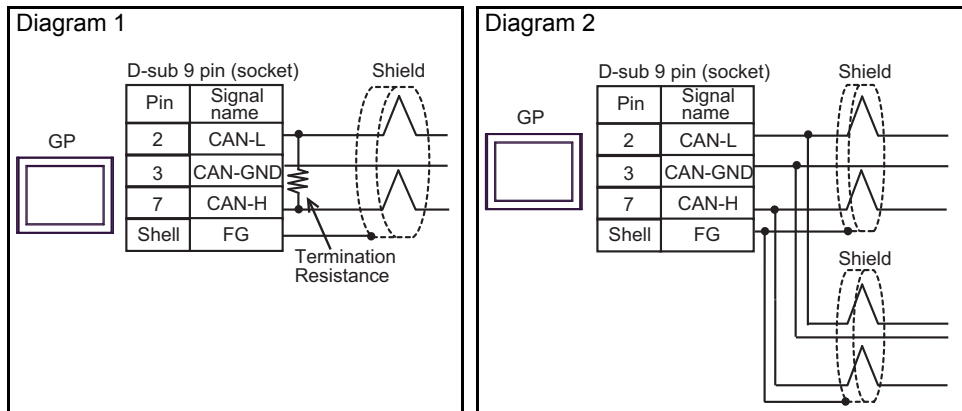 Diagram 1
D-sub 9 pin (socket)
Shield
GP
Pin Signal name
2 CAN-L
3 CAN-GND
7 CAN-H
Shell FG
Termination
Resistance
Diagram 2
D-sub 9 pin (socket)
Shield
GP
Pin Signal name
2 CAN-L
3 CAN-GND
7 CAN-H
Shell FG
Shield